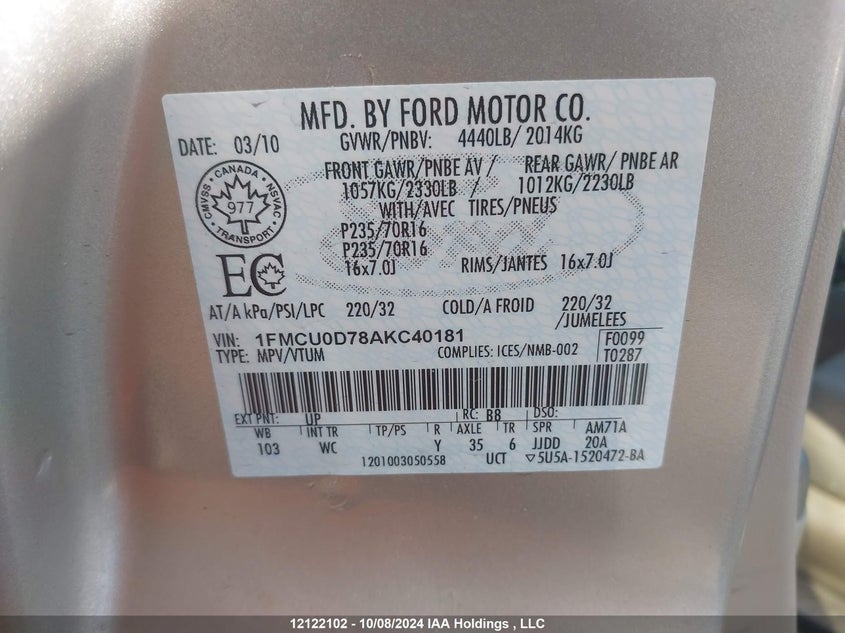 MFD. BY FORD MOTOR CO.
DATE: 03/10
GVWR/PNBV: 4440LB/ 2014KG
FRONT GAWR/PNBE AV / REAR GAWR/ PNBE AR
1057KG/2330LB / 1012KG/2230LB
WITH/AVEC TIRES/PNEUS
CANADA
CMVSS NSVAC
977
TRANSPORT
P235/70R16
P235/70R16
16x7.0J RIMS/JANTES 16x7.0J
EC
AT/A kPa/PSI/LPC 220/32 COLD/A FROID 220/32
/JUMELEES
VIN: 1FMCU0D78AKC40181 F0099
TYPE: MPV/VTUM COMPLIES: ICES/NMB-002 T0287
EXT PNT: UP RC: BB DSO:
WB INT TR TP/PS R AXLE TR SPR AM71A
103 WC Y 35 6 JJDD 20A
1201003050558 UCT ▽5U5A-1520472-BA
12122102 - 10/08/2024 IAA Holdings , LLC